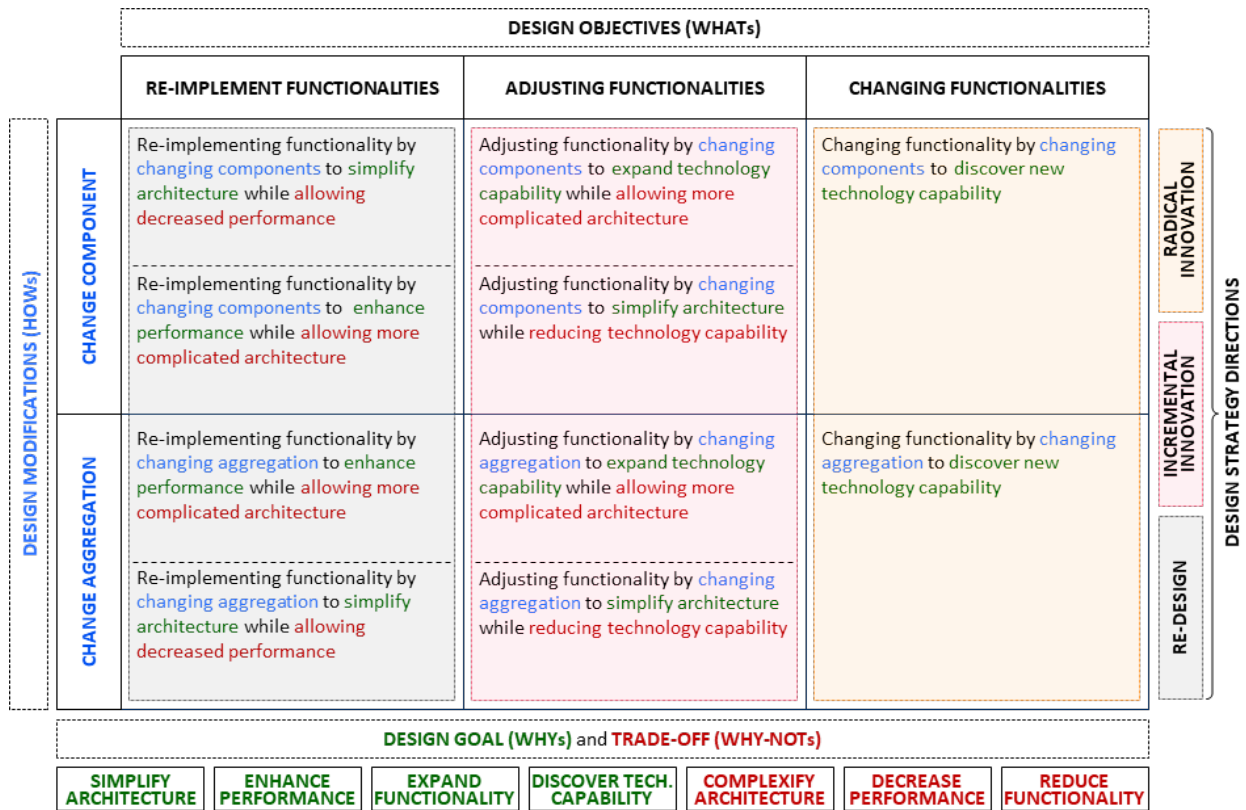 DESIGN OBJECTIVES (WHATs)
RE-IMPLEMENT FUNCTIONALITIES
ADJUSTING FUNCTIONALITIES
CHANGING FUNCTIONALITIES
DESIGN MODIFICATIONS (HOWs)
CHANGE COMPONENT
Re-implementing functionality by
changing components to simplify
architecture while allowing
decreased performance
Re-implementing functionality by
changing components to enhance
performance while allowing more
complicated architecture
Adjusting functionality by changing
components to expand technology
capability while allowing more
complicated architecture
Adjusting functionality by changing
components to simplify architecture
while reducing technology capability
Changing functionality by changing
components to discover new
technology capability
CHANGE AGGREGATION
Re-implementing functionality by
changing aggregation to enhance
performance while allowing more
complicated architecture
Re-implementing functionality by
changing aggregation to simplify
architecture while allowing
decreased performance
Adjusting functionality by changing
aggregation to expand technology
capability while allowing more
complicated architecture
Adjusting functionality by changing
aggregation to simplify architecture
while reducing technology capability
Changing functionality by changing
aggregation to discover new
technology capability
RADICAL
INNOVATION
INCREMENTAL
INNOVATION
RE-DESIGN
DESIGN STRATEGY DIRECTIONS
DESIGN GOAL (WHYs) and TRADE-OFF (WHY-NOTs)
SIMPLIFY
ARCHITECTURE
ENHANCE
PERFORMANCE
EXPAND
FUNCTIONALITY
DISCOVER TECH.
CAPABILITY
COMPLEXIFY
ARCHITECTURE
DECREASE
PERFORMANCE
REDUCE
FUNCTIONALITY